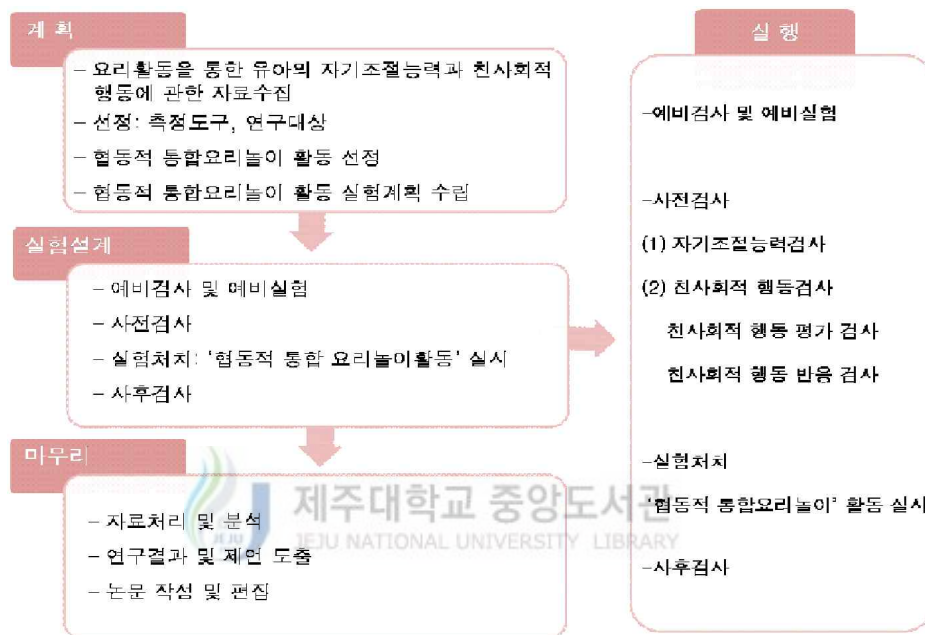 계 획
– 요리활동을 통한 유아의 자기조절능력과 친사회적
행동에 관한 자료수집
– 선정: 측정도구, 연구대상
– 협동적 통합요리놀이 활동 선정
– 협동적 통합요리놀이 활동 실험계획 수립
실험설계
– 예비검사 및 예비실험
– 사전검사
– 실험처치: ‘협동적 통합 요리놀이활동’ 실시
– 사후검사
마무리
– 자료처리 및 분석
– 연구결과 및 제언 도출
– 논문 작성 및 편집
실 행
–예비검사 및 예비실험
–사전검사
(1) 자기조절능력검사
(2) 친사회적 행동검사
친사회적 행동 평가 검사
친사회적 행동 반응 검사
–실험처치
‘협동적 통합요리놀이’ 활동 실시
–사후검사
제주대학교 중앙도서관
JEJU NATIONAL UNIVERSITY LIBRARY
JEJU